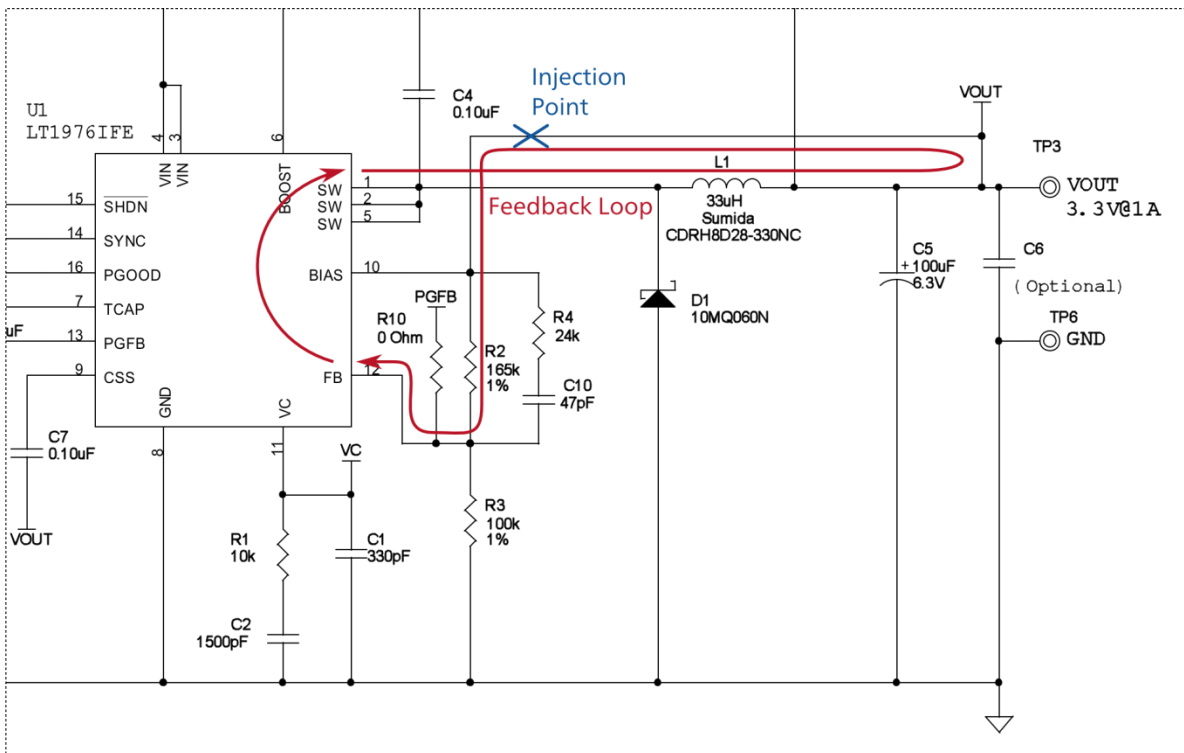 Injection
Point
U1
LT1976IFE
C4
0.10uF
VOUT
TP3
4
3
6
VIN
VIN
BOOST
L1
33uH
Sumida
CDRH8D28-330NC
VOUT
3.3V@1A
SW
1
SW
2
SW
5
Feedback Loop
15
SHDN
14
SYNC
16
PGOOD
7
TCAP
13
PGFB
9
CSS
BIAS
10
FB
12
uF
C5
+
100uF
6.3V
C6
(Optional)
TP6
GND
D1
10MQ060N
PGFB
R10
0 Ohm
R4
24k
R2
165k
1%
C10
47pF
GND
VC
8
11
C7
0.10uF
VOUT
VC
R3
100k
1%
R1
10k
C1
330pF
C2
1500pF